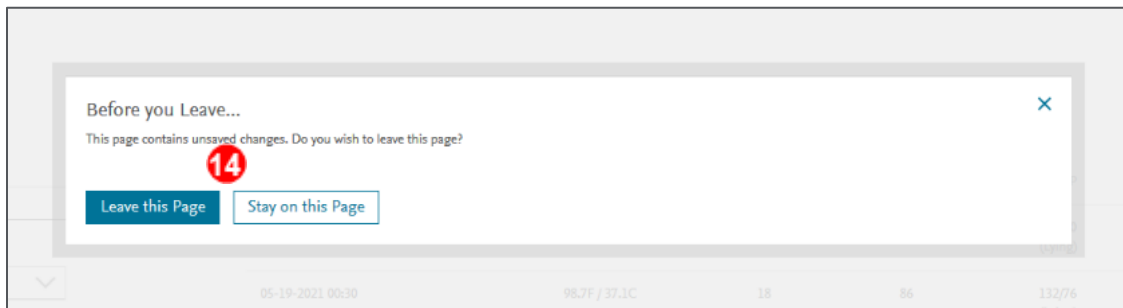 Before you Leave...
×
This page contains unsaved changes. Do you wish to leave this page?
14
Leave this Page
Stay on this Page
(Lying)
05-19-2021 00:30
98.7F / 37.1C
18
86
132/76